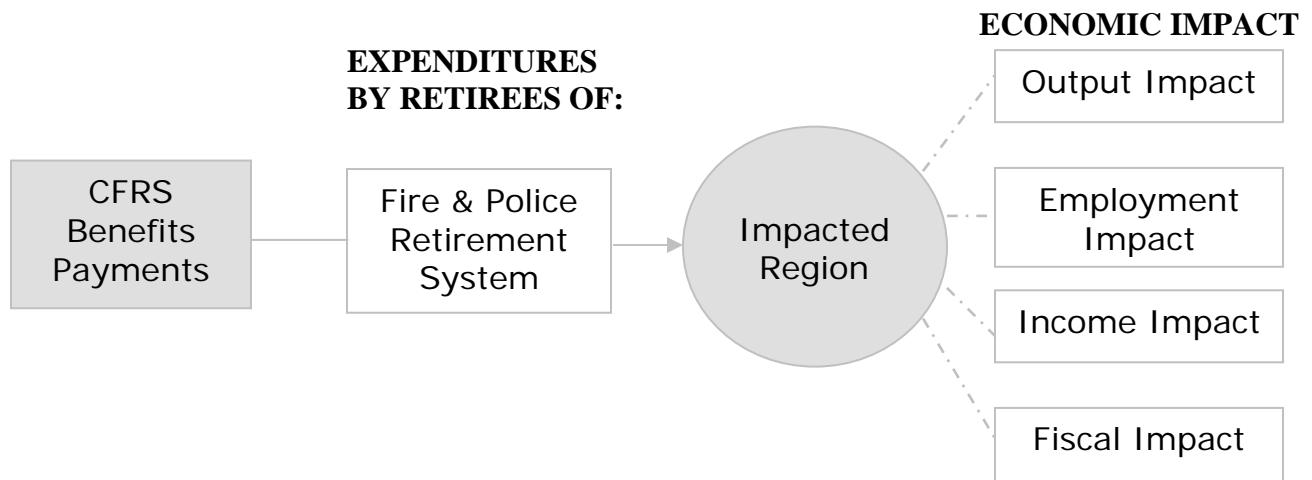 ECONOMIC IMPACT
EXPENDITURES
BY RETIREES OF:
CFRS
Benefits
Payments
Fire & Police
Retirement
System
Impacted
Region
Output Impact
Employment
Impact
Income Impact
Fiscal Impact